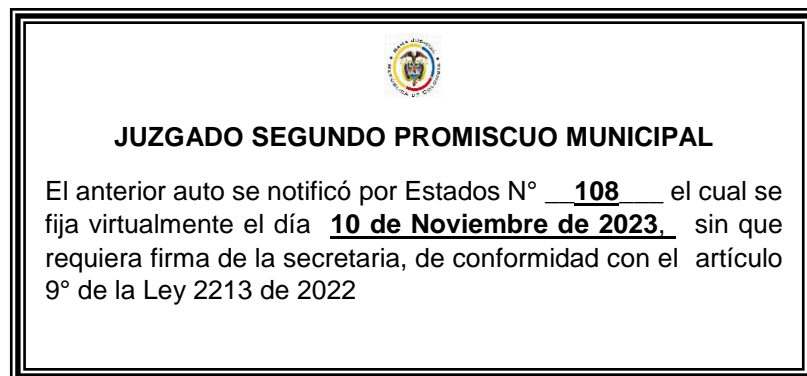 JUZGADO SEGUNDO PROMISCUO MUNICIPAL
El anterior auto se notificó por Estados N° __108___ el cual se
fija virtualmente el día 10 de Noviembre de 2023, sin que
requiera firma de la secretaria, de conformidad con el artículo
9° de la Ley 2213 de 2022